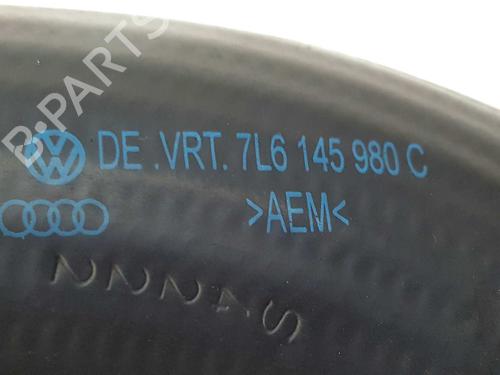 B-PARTS
DE .VRT. 7L6 145 980 C
>AEM<